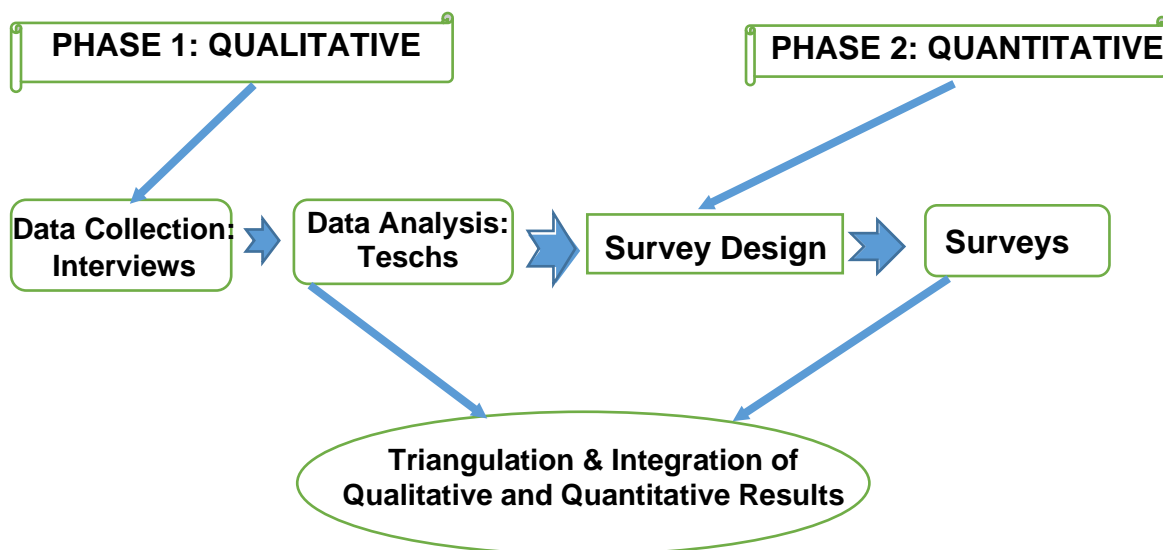 PHASE 1: QUALITATIVE
PHASE 2: QUANTITATIVE
Data Collection:
Interviews
Data Analysis:
Teschs
Survey Design
Surveys
Triangulation & Integration of
Qualitative and Quantitative Results